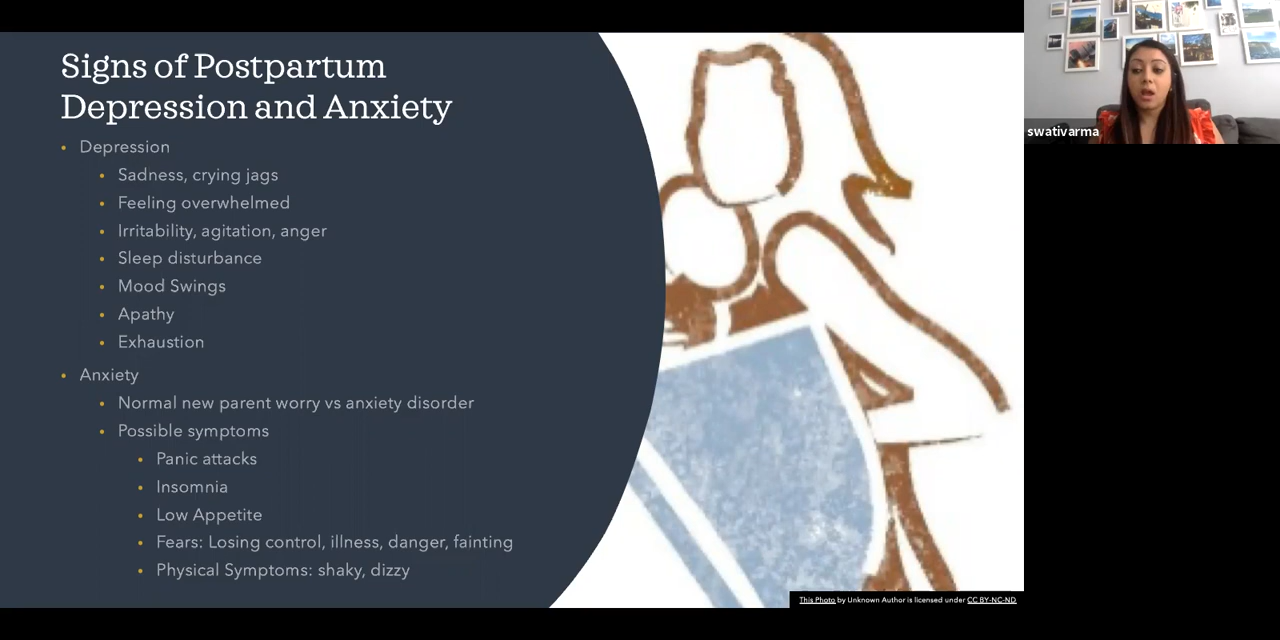 Signs of Postpartum
Depression and Anxiety
• Depression
• Sadness, crying jags
• Feeling overwhelmed
• Irritability, agitation, anger
• Sleep disturbance
• Mood Swings
• Apathy
• Exhaustion
• Anxiety
• Normal new parent worry vs anxiety disorder
• Possible symptoms
• Panic attacks
• Insomnia
• Low Appetite
• Fears: Losing control, illness, danger, fainting
• Physical Symptoms: shaky, dizzy
This Photo by Unknown Author is licensed under CC BY-NC-ND
swativarma